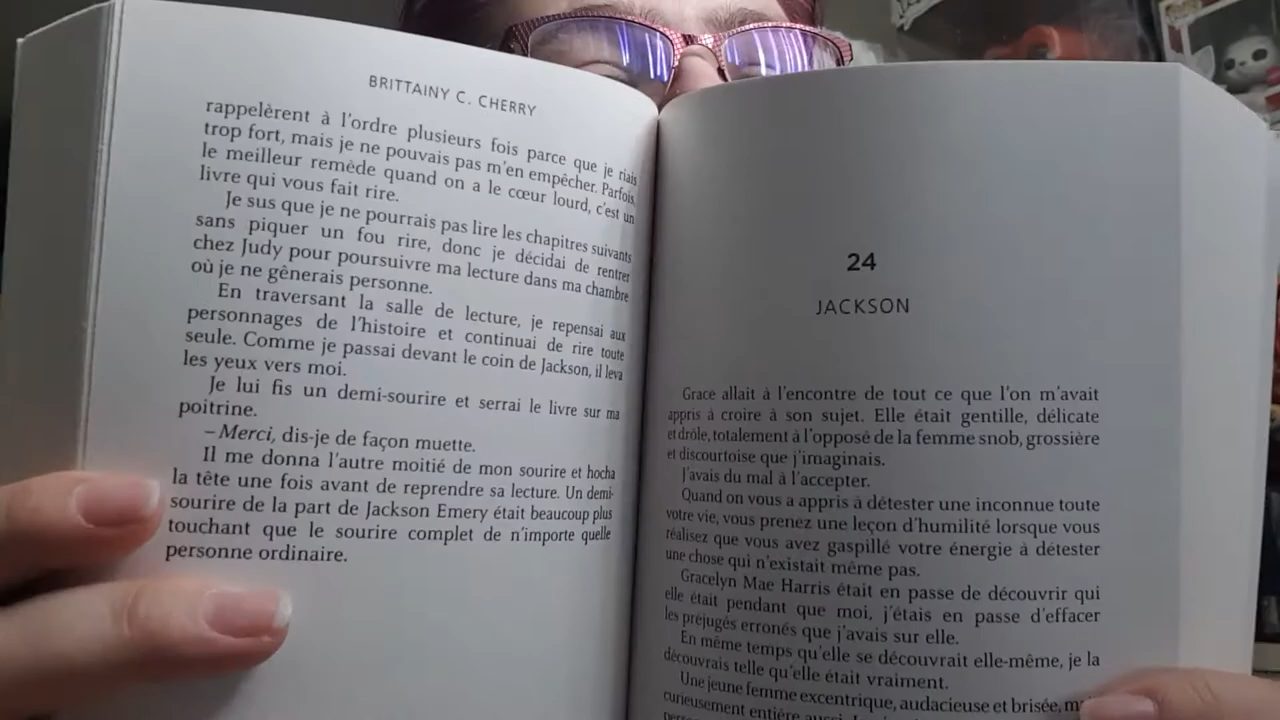 BRITTAINY C. CHERRY
rappelèrent à l'ordre plusieurs fois parce que je riais
trop fort, mais je ne pouvais pas m'en empêcher. Parfois,
le meilleur remède quand on a le cœur lourd, c'est un
livre qui vous fait rire.
Je sus que je ne pourrais pas lire les chapitres suivants
sans piquer un fou rire, donc je décidai de rentrer
chez Judy pour poursuivre ma lecture dans ma chambre
où je ne gênerais personne.
En traversant la salle de lecture, je repensai aux
personnages de l'histoire et continuai de rire toute
seule. Comme je passai devant le coin de Jackson, il leva
les yeux vers moi.
Je lui fis un demi-sourire et serrai le livre sur ma
poitrine.
– Merci, dis-je de façon muette.
Il me donna l'autre moitié de mon sourire et hocha
la tête une fois avant de reprendre sa lecture. Un demi-
sourire de la part de Jackson Emery était beaucoup plus
touchant que le sourire complet de n'importe quelle
personne ordinaire.
24
JACKSON
Grace allait à l'encontre de tout ce que l'on m'avait
appris à croire à son sujet. Elle était gentille, délicate
et drôle, totalement à l'opposé de la femme snob, grossière
et discourtoise que j'imaginais.
J'avais du mal à l'accepter.
Quand on vous a appris à détester une inconnue toute
votre vie, vous prenez une leçon d'humilité lorsque vous
réalisez que vous avez gaspillé votre énergie à détester
une chose qui n'existait même pas.
Gracelyn Mae Harris était en passe de découvrir qui
elle était pendant que moi, j'étais en passe d'effacer
les préjugés erronés que j'avais sur elle.
En même temps qu'elle se découvrait elle-même, je la
découvrais telle qu'elle était vraiment.
Une jeune femme excentrique, audacieuse et brisée,
curieusement entière aussi.